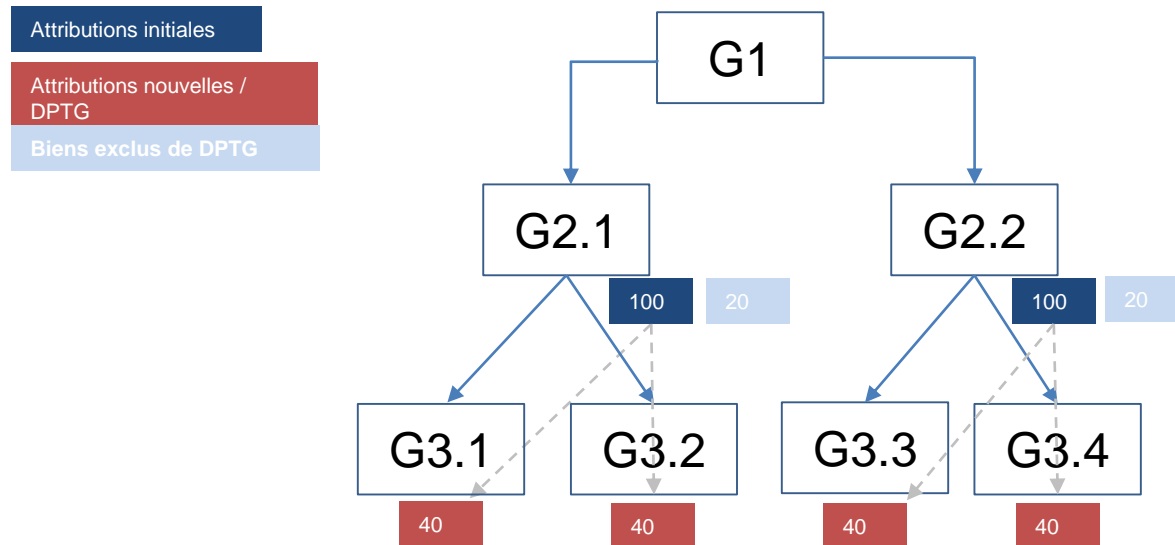 Attributions initiales
Attributions nouvelles /
DPTG
Biens exclus de DPTG
G1
G2.1
G2.2
100
20
100
20
G3.1
G3.2
G3.3
G3.4
40
40
40
40